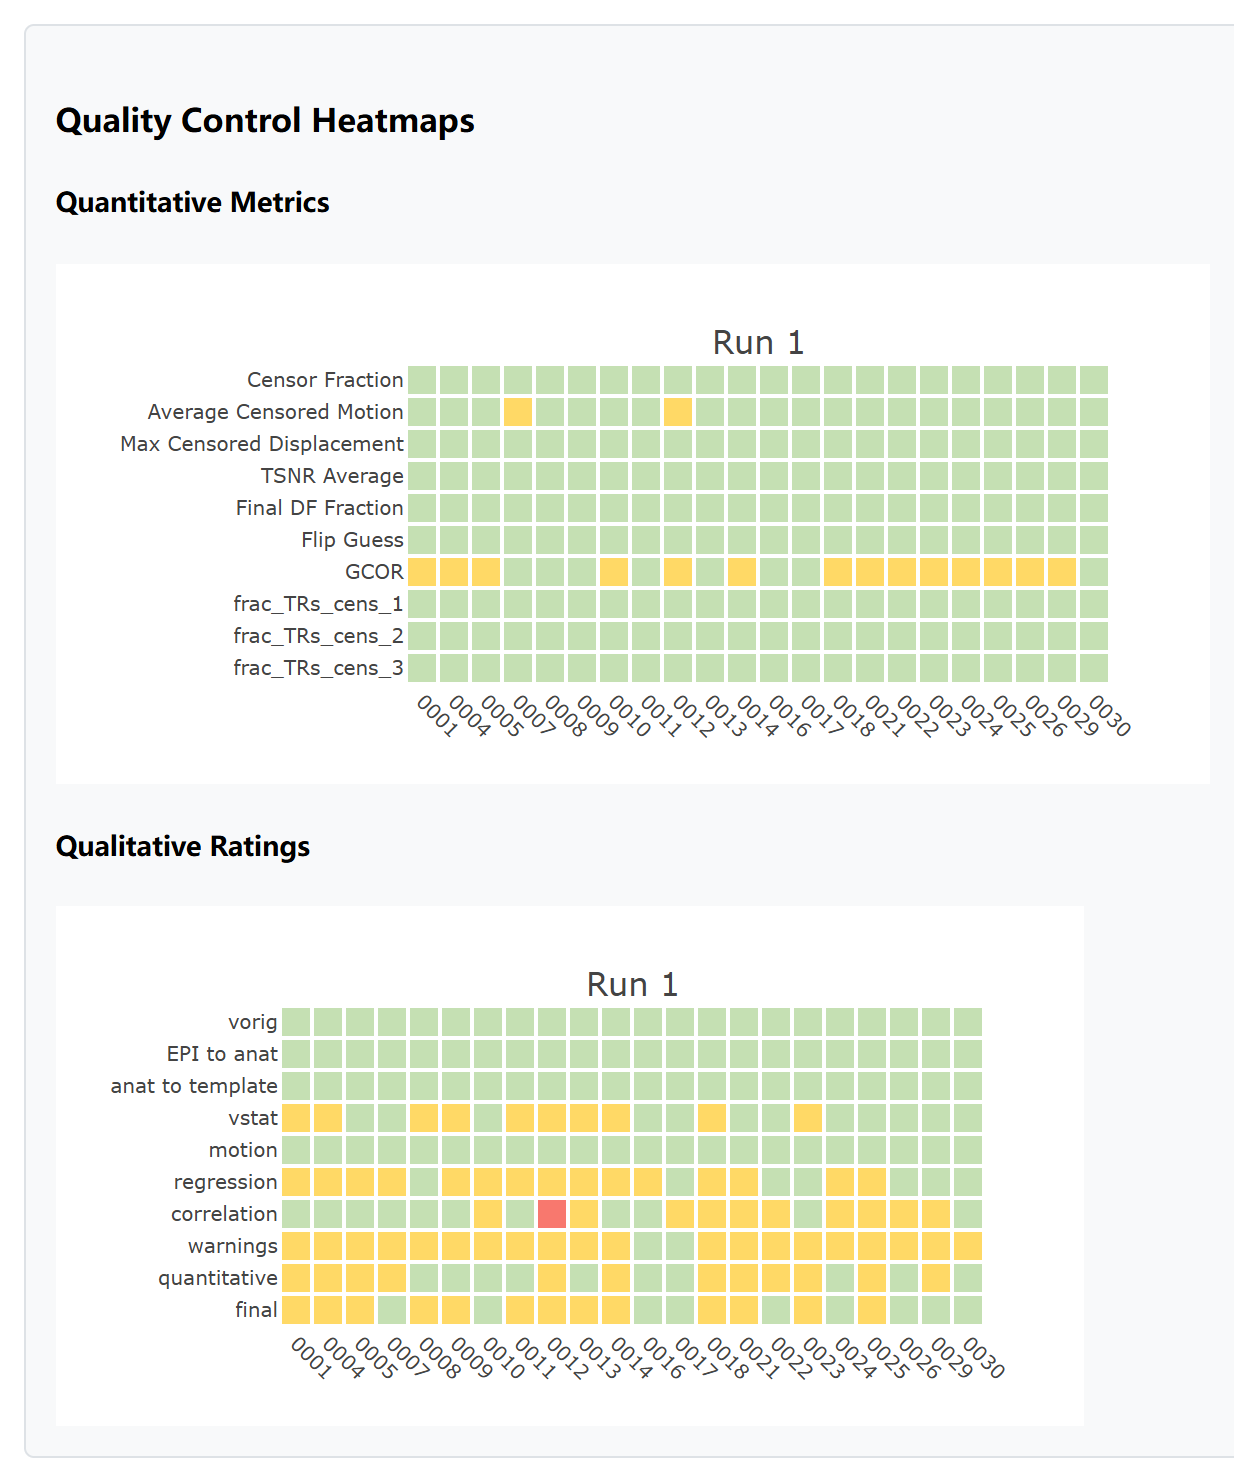 Quality Control Heatmaps
Quantitative Metrics
Run 1
Censor Fraction
Average Censored Motion
Max Censored Displacement
TSNR Average
Final DF Fraction
Flip Guess
GCOR
frac_TRs_cens_1
frac_TRs_cens_2
frac_TRs_cens_3
0001 0004 0005 0007 0008 0009 0010 0011 0012 0013 0014 0016 0017 0018 0021 0022 0023 0024 0025 0026 0029 0030
Qualitative Ratings
Run 1
vorig
EPI to anat
anat to template
vstat
motion
regression
correlation
warnings
quantitative
final
0001 0004 0005 0007 0008 0009 0010 0011 0012 0013 0014 0016 0017 0018 0021 0022 0023 0024 0025 0026 0029 0030